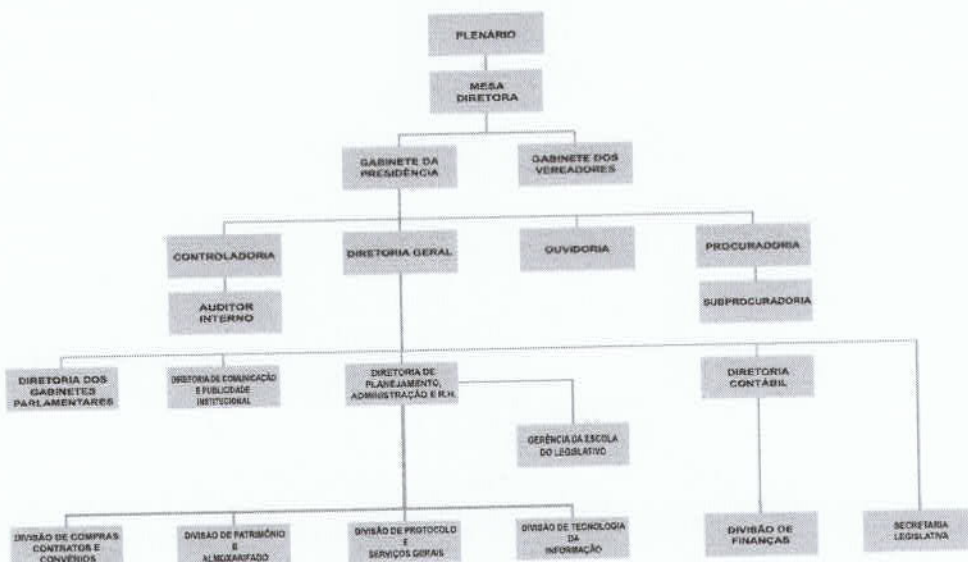 PLENÁRIO
MESA
DIRETORA
GABINETE DA
PRESIDÊNCIA
GABINETE DOS
VEREADORES
CONTROLADORIA
DIRETORIA GERAL
OUVIDORIA
PROCURADORIA
AUDITOR
INTERNO
SUBPROCURADORIA
DIRETORIA DOS
GABINETES
PARLAMENTARES
DIRETORIA DE COMUNICAÇÃO
E PUBLICIDADE
INSTITUCIONAL
DIRETORIA DE
PLANEJAMENTO,
ADMINISTRAÇÃO E R.H.
DIRETORIA
CONTÁBIL
GERÊNCIA DA ESCOLA
DO LEGISLATIVO
DIVISÃO DE COMPRAS
CONTRATOS E
CONVÊNIOS
DIVISÃO DE PATRIMÔNIO
E
ALMOXARIFADO
DIVISÃO DE PROTOCOLO
E
SERVIÇOS GERAIS
DIVISÃO DE TECNOLOGIA
DA
INFORMAÇÃO
DIVISÃO DE
FINANÇAS
SECRETARIA
LEGISLATIVA